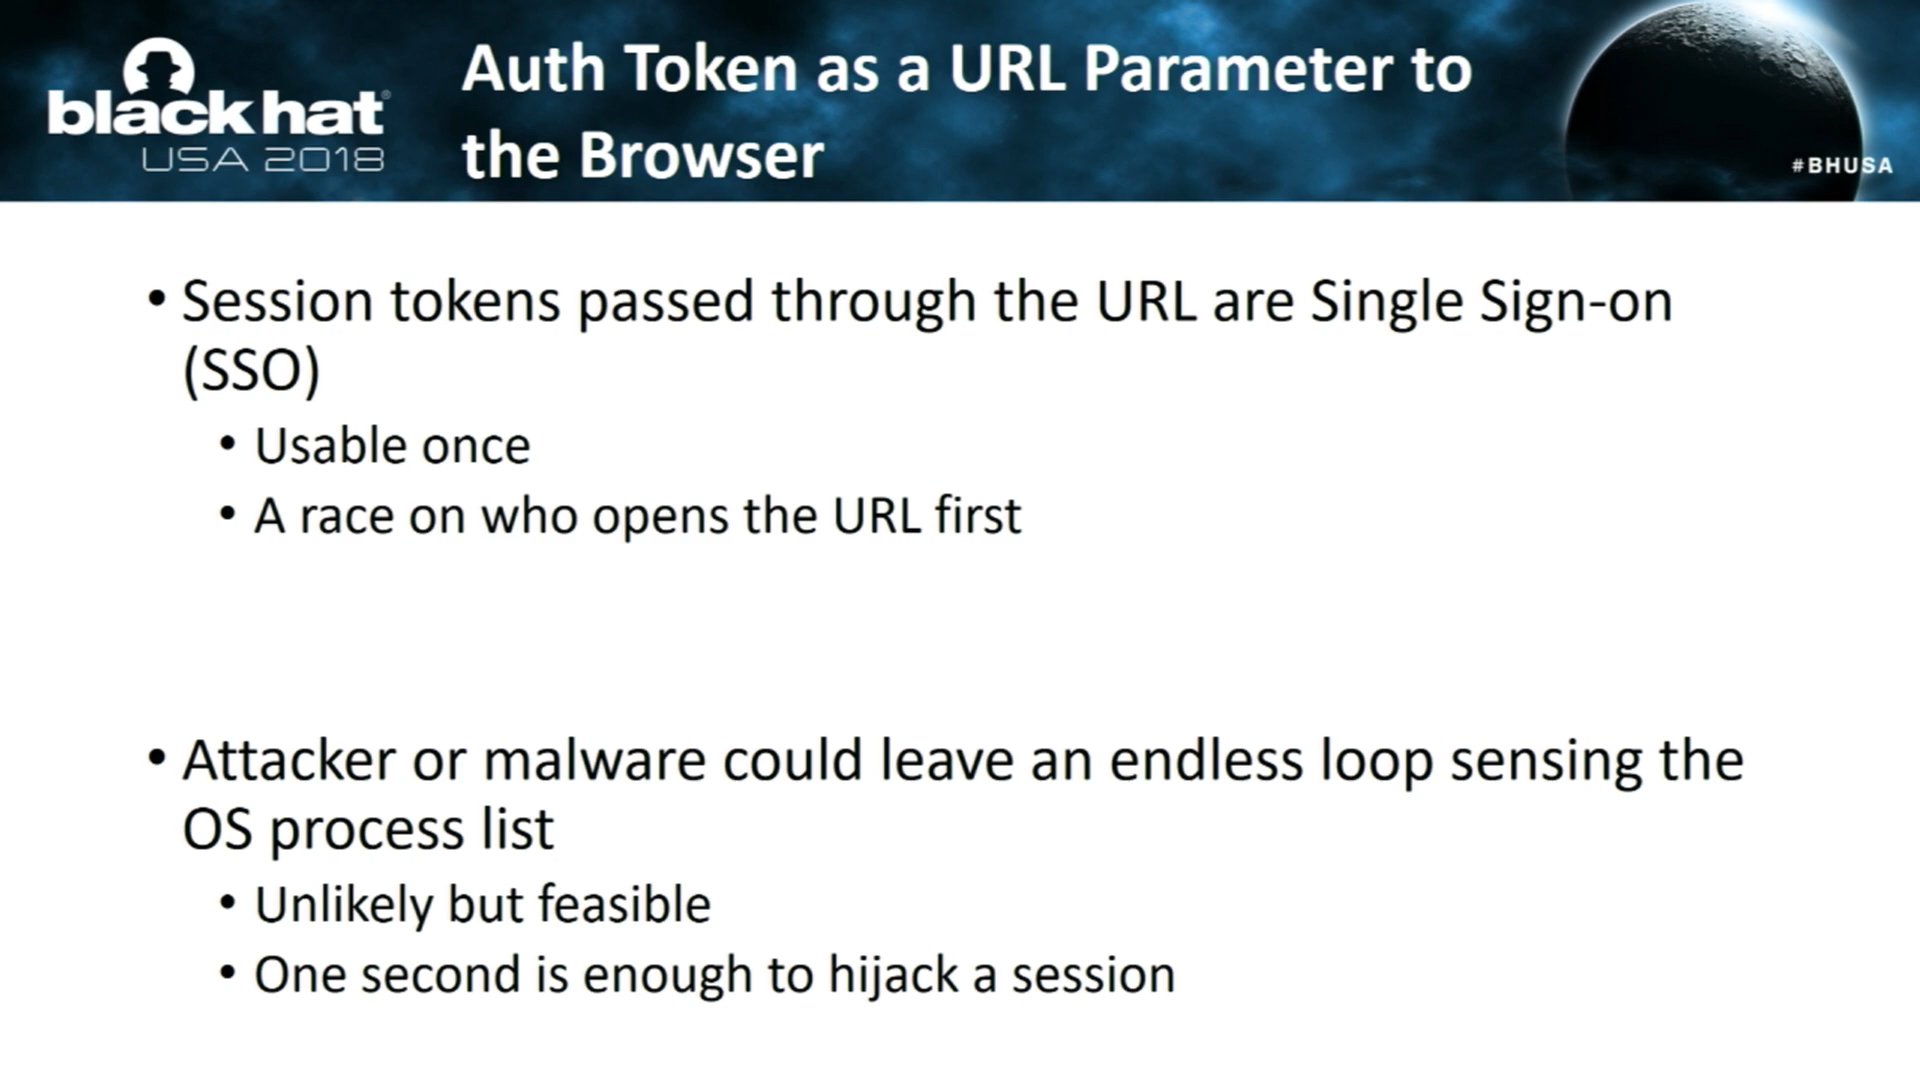 black hat®
USA 2018
Auth Token as a URL Parameter to
the Browser
#BHUSA
• Session tokens passed through the URL are Single Sign-on
(SSO)
• Usable once
• A race on who opens the URL first
• Attacker or malware could leave an endless loop sensing the
OS process list
• Unlikely but feasible
• One second is enough to hijack a session